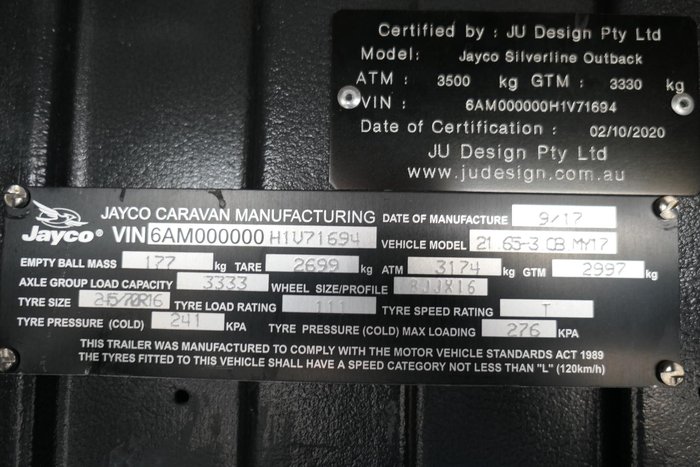 Certified by : JU Design Pty Ltd
Model: Jayco Silverline Outback
ATM : 3500 kg GTM : 3330 kg
VIN : 6AM000000H1V71694
Date of Certification : 02/10/2020
JU Design Pty Ltd
www.judesign.com.au
Jayco® JAYCO CARAVAN MANUFACTURING DATE OF MANUFACTURE 9/17
VIN 6AM000000 H1V71694 VEHICLE MODEL 21.65-3 OB MY17
EMPTY BALL MASS 177 kg TARE 2699 kg ATM 3174 kg GTM 2997 kg
AXLE GROUP LOAD CAPACITY 3333 WHEEL SIZE/PROFILE
TYRE SIZE 245/70R16 TYRE LOAD RATING 111 TYRE SPEED RATING T
TYRE PRESSURE (COLD) 241 KPA TYRE PRESSURE (COLD) MAX LOADING 276 KPA
THIS TRAILER WAS MANUFACTURED TO COMPLY WITH THE MOTOR VEHICLE STANDARDS ACT 1989
THE TYRES FITTED TO THIS VEHICLE SHALL HAVE A SPEED CATEGORY NOT LESS THAN "L" (120km/h)